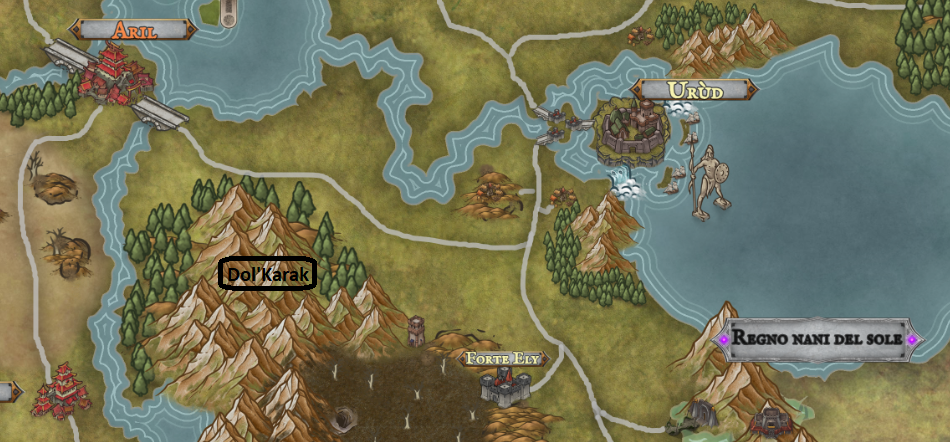 ARIL
URÙD
Dol'Karak
REGNO NANI DEL SOLE
FORTE ELY